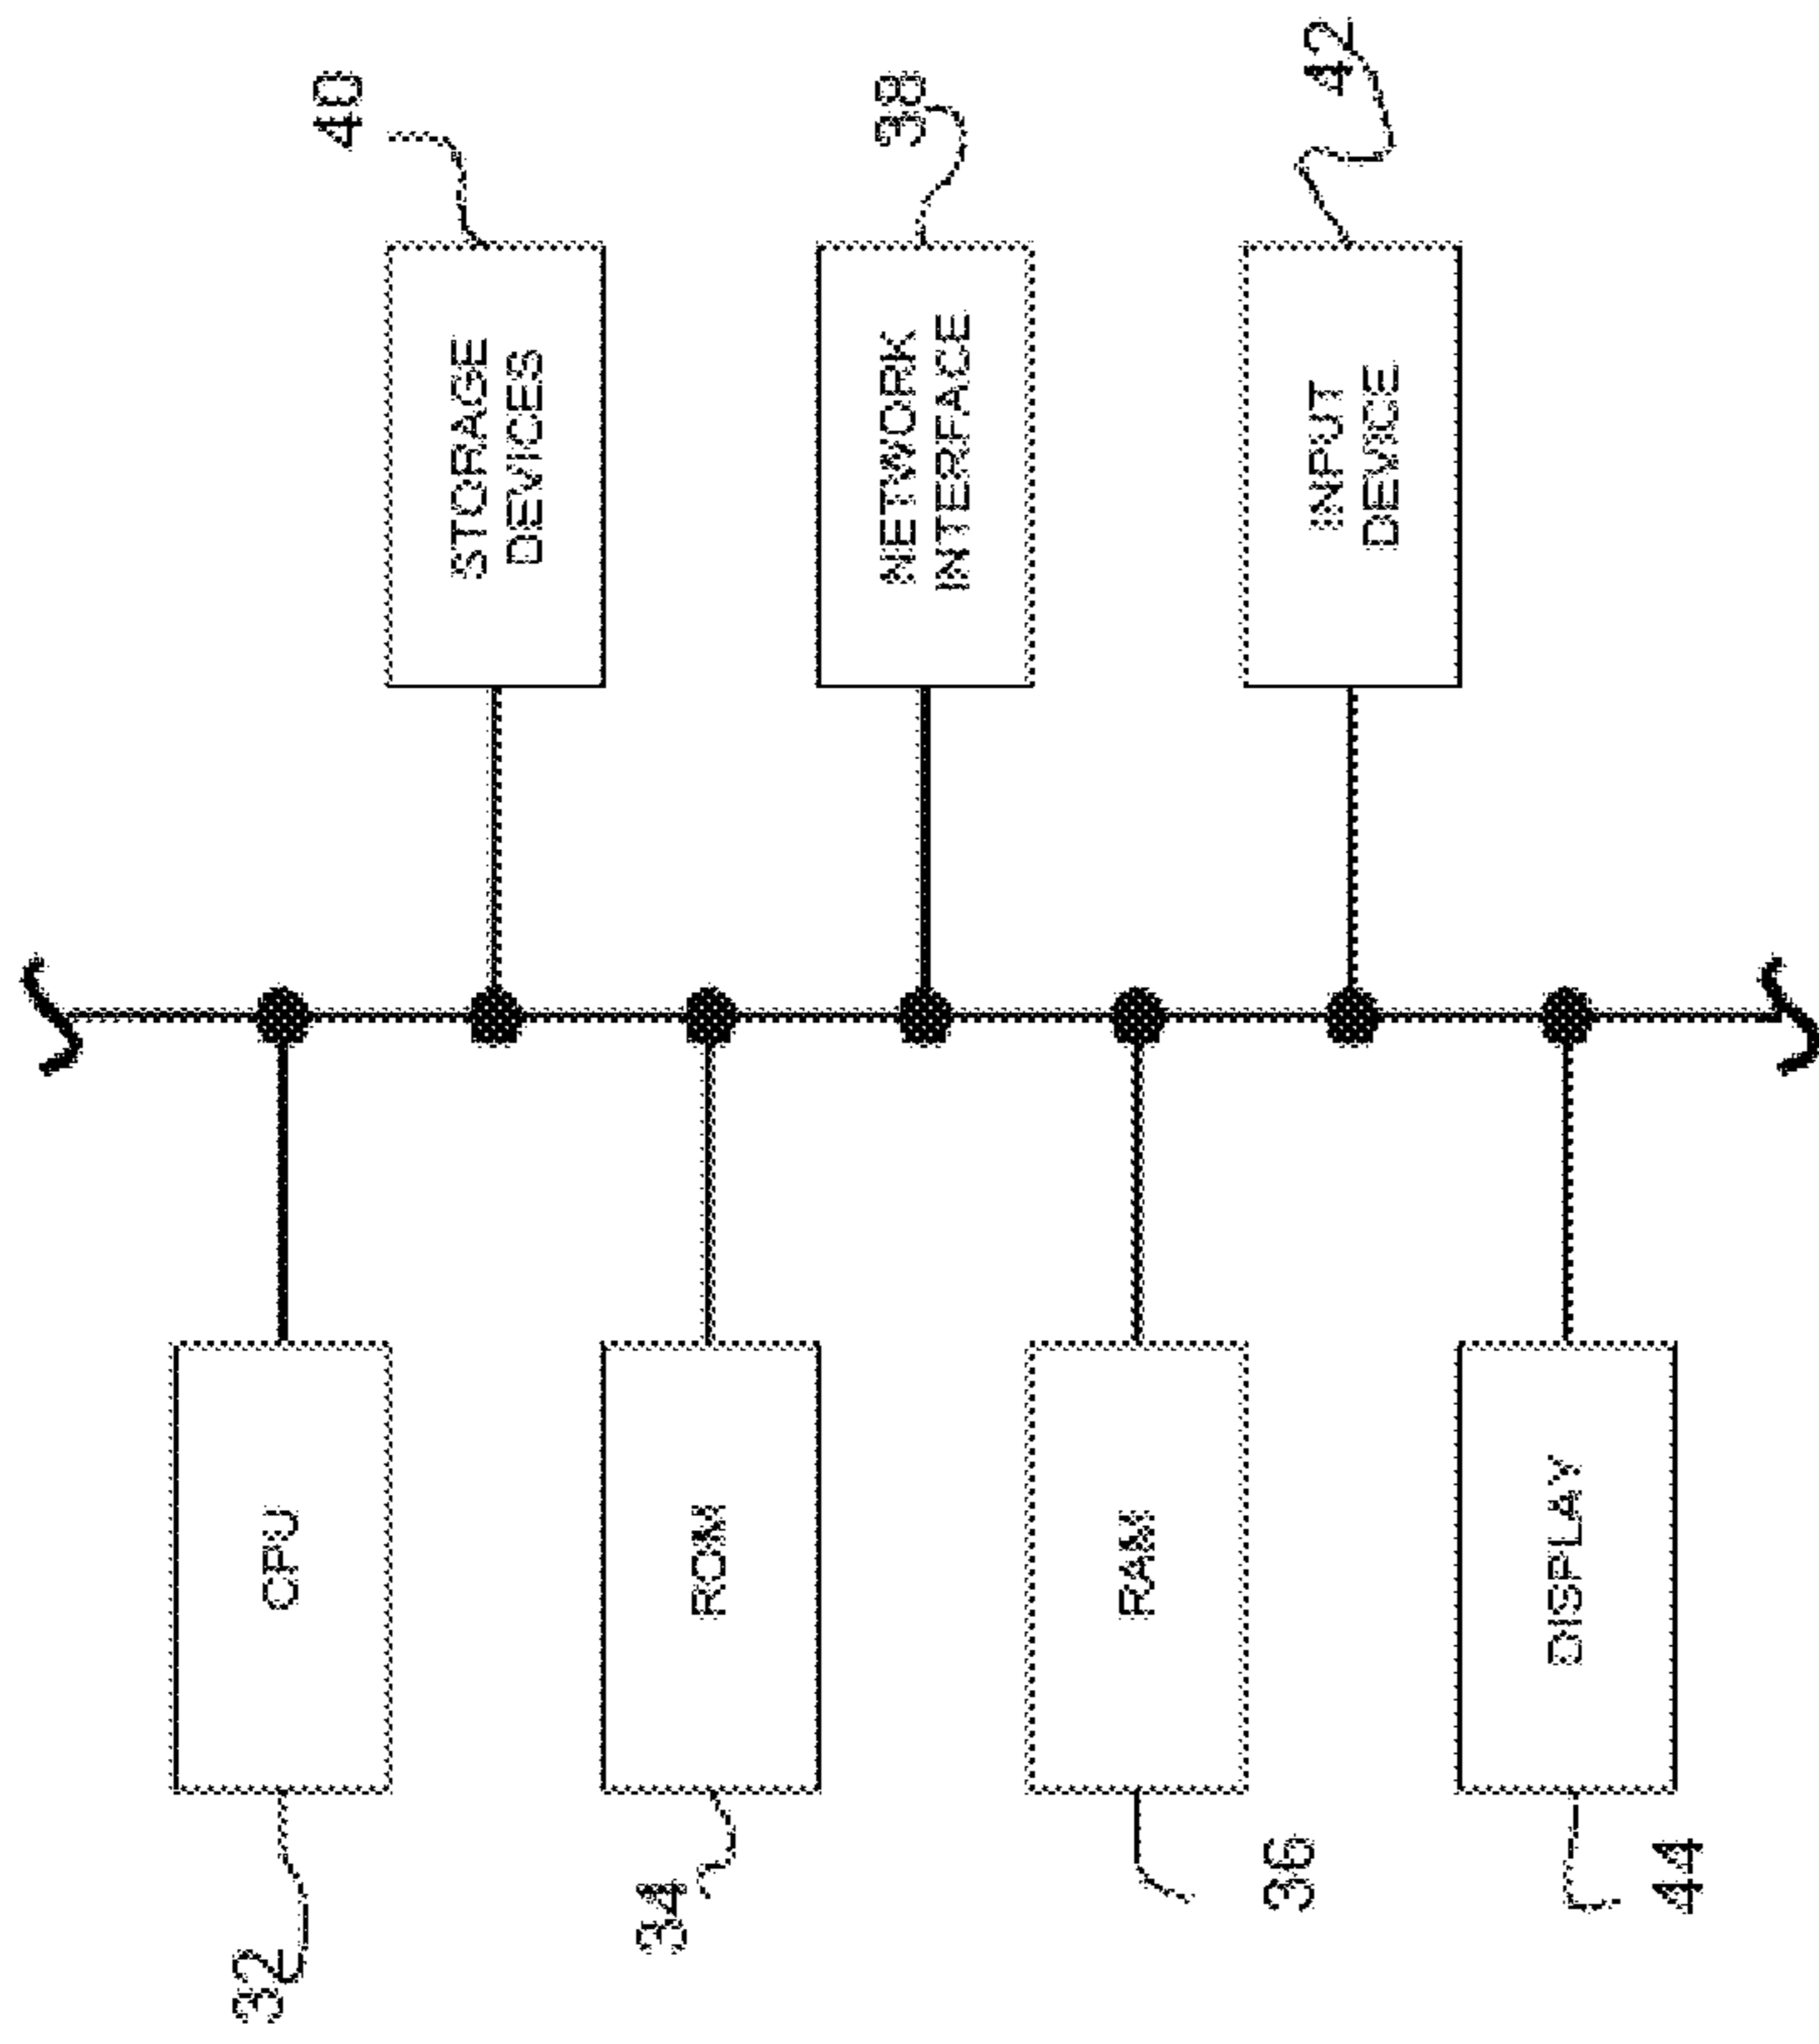 40
38
42
STORAGE
DEVICES
NETWORK
INTERFACE
INPUT
DEVICE
CPU
ROM
RAM
DISPLAY
32
34
36
44